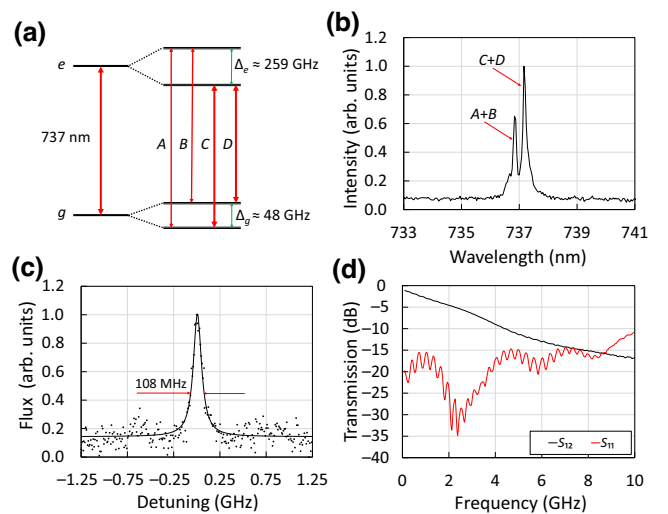 (a)
e
Δe ≈ 259 GHz
737 nm
A
B
C
D
g
Δg ≈ 48 GHz
(b)
Intensity (arb. units)
1.2
1.0
0.8
0.6
0.4
0.2
0.0
C+D
A+B
733
735
737
739
741
Wavelength (nm)
(c)
Flux (arb. units)
1.2
1.0
0.8
0.6
0.4
0.2
0.0
108 MHz
−1.25
−0.75
−0.25
0.25
0.75
1.25
Detuning (GHz)
(d)
Transmission (dB)
0
−5
−10
−15
−20
−25
−30
−35
−40
S12
S11
0
2
4
6
8
10
Frequency (GHz)